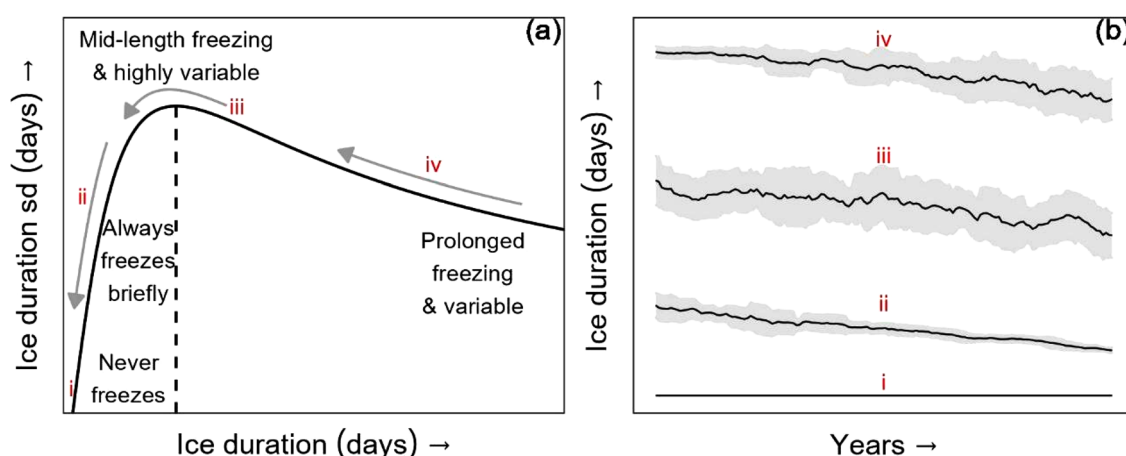 (a)
Mid-length freezing
& highly variable
iii
iv
ii
Always
freezes
briefly
Prolonged
freezing
& variable
Never
freezes
i
Ice duration sd (days) →
Ice duration (days) →
(b)
iv
iii
ii
i
Ice duration (days) →
Years →